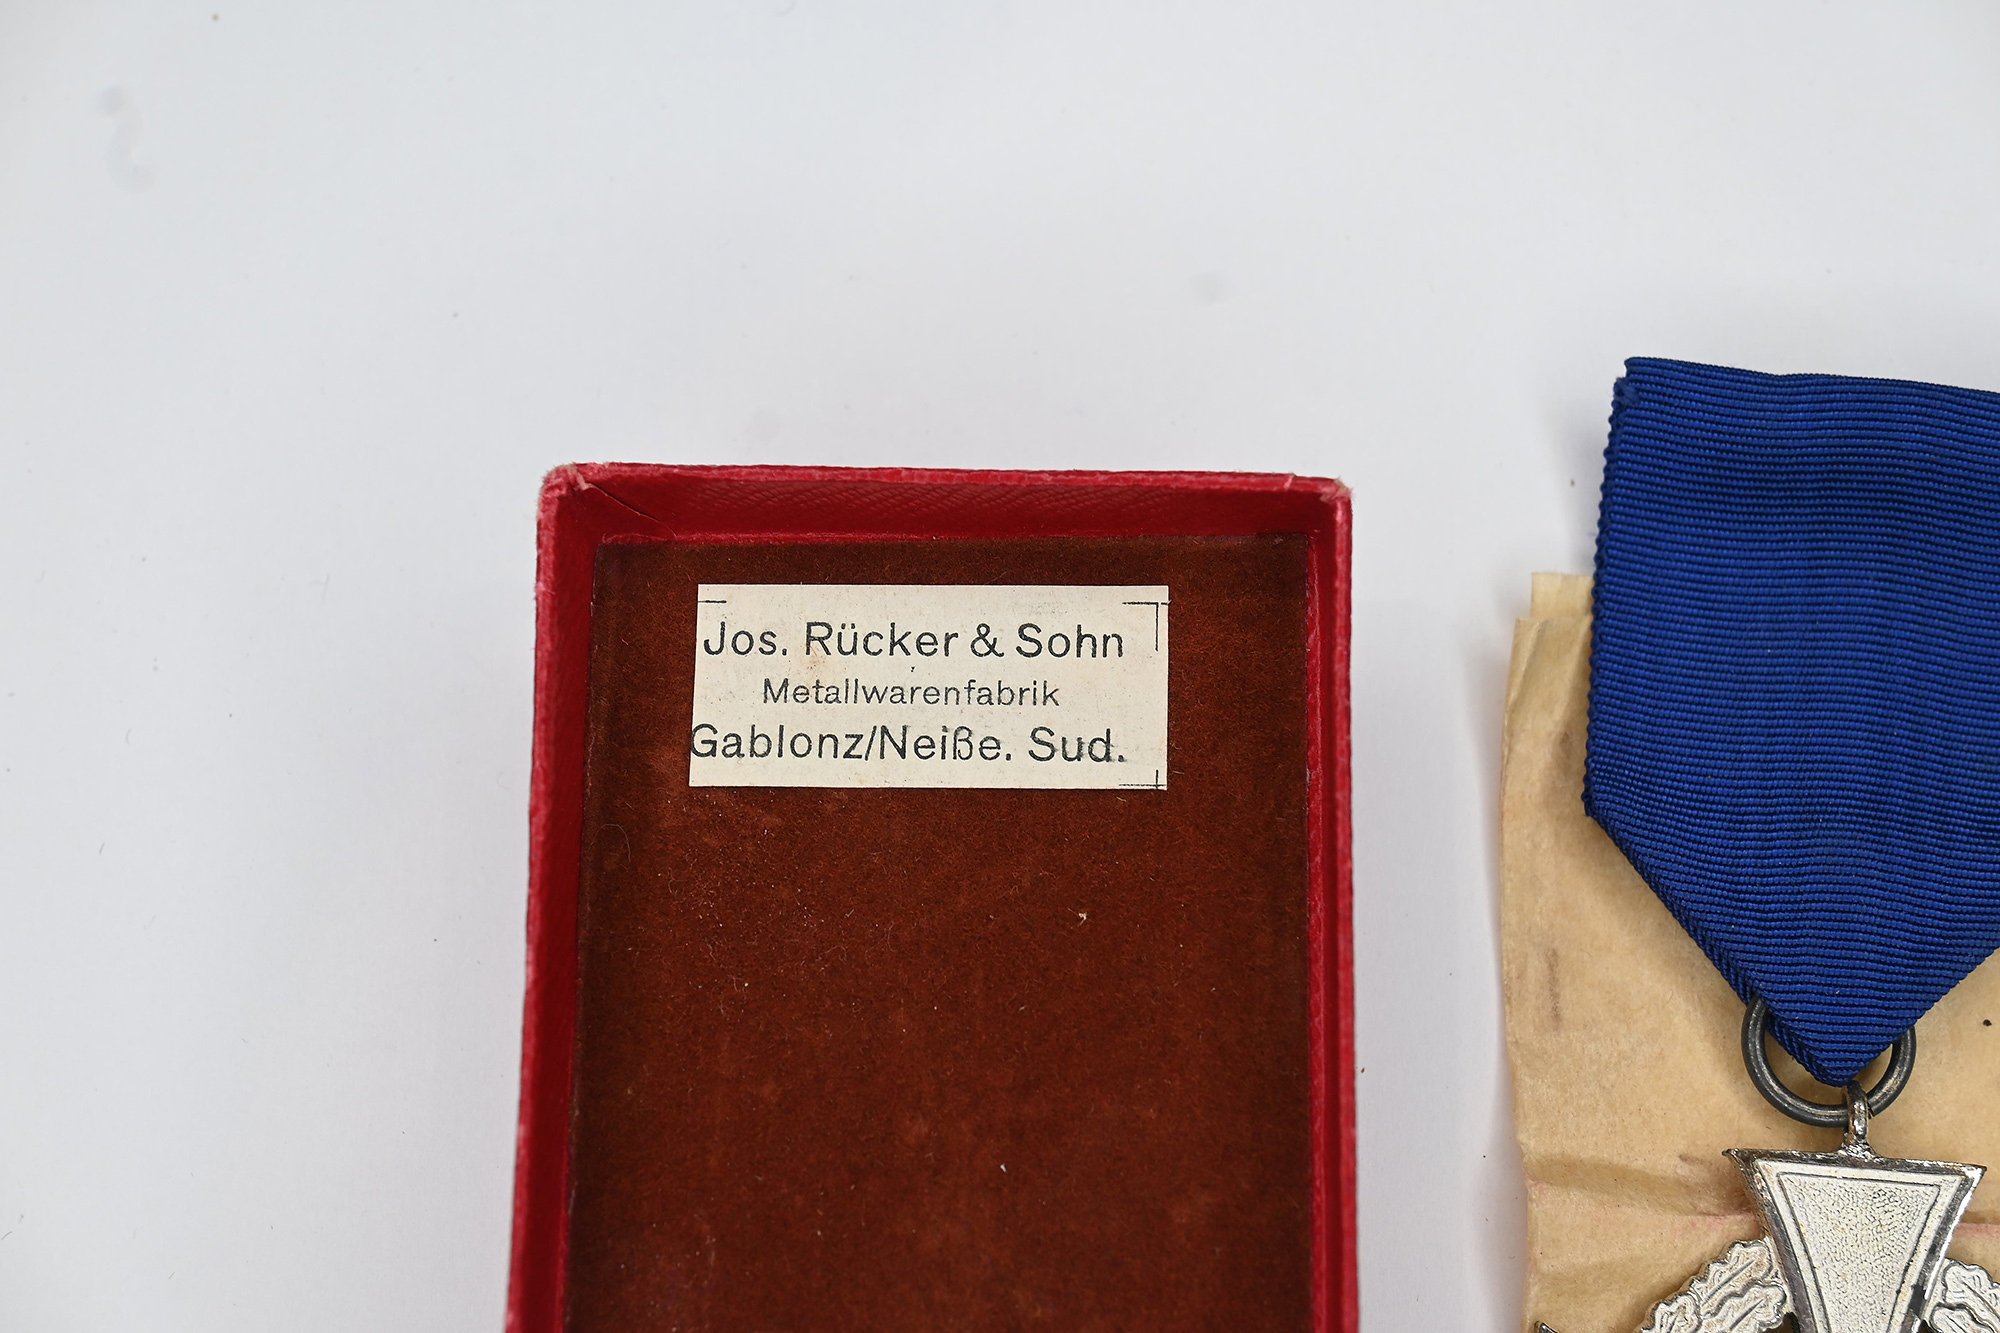 Jos. Rücker & Sohn
Metallwarenfabrik
Gablonz/Neiße. Sud.